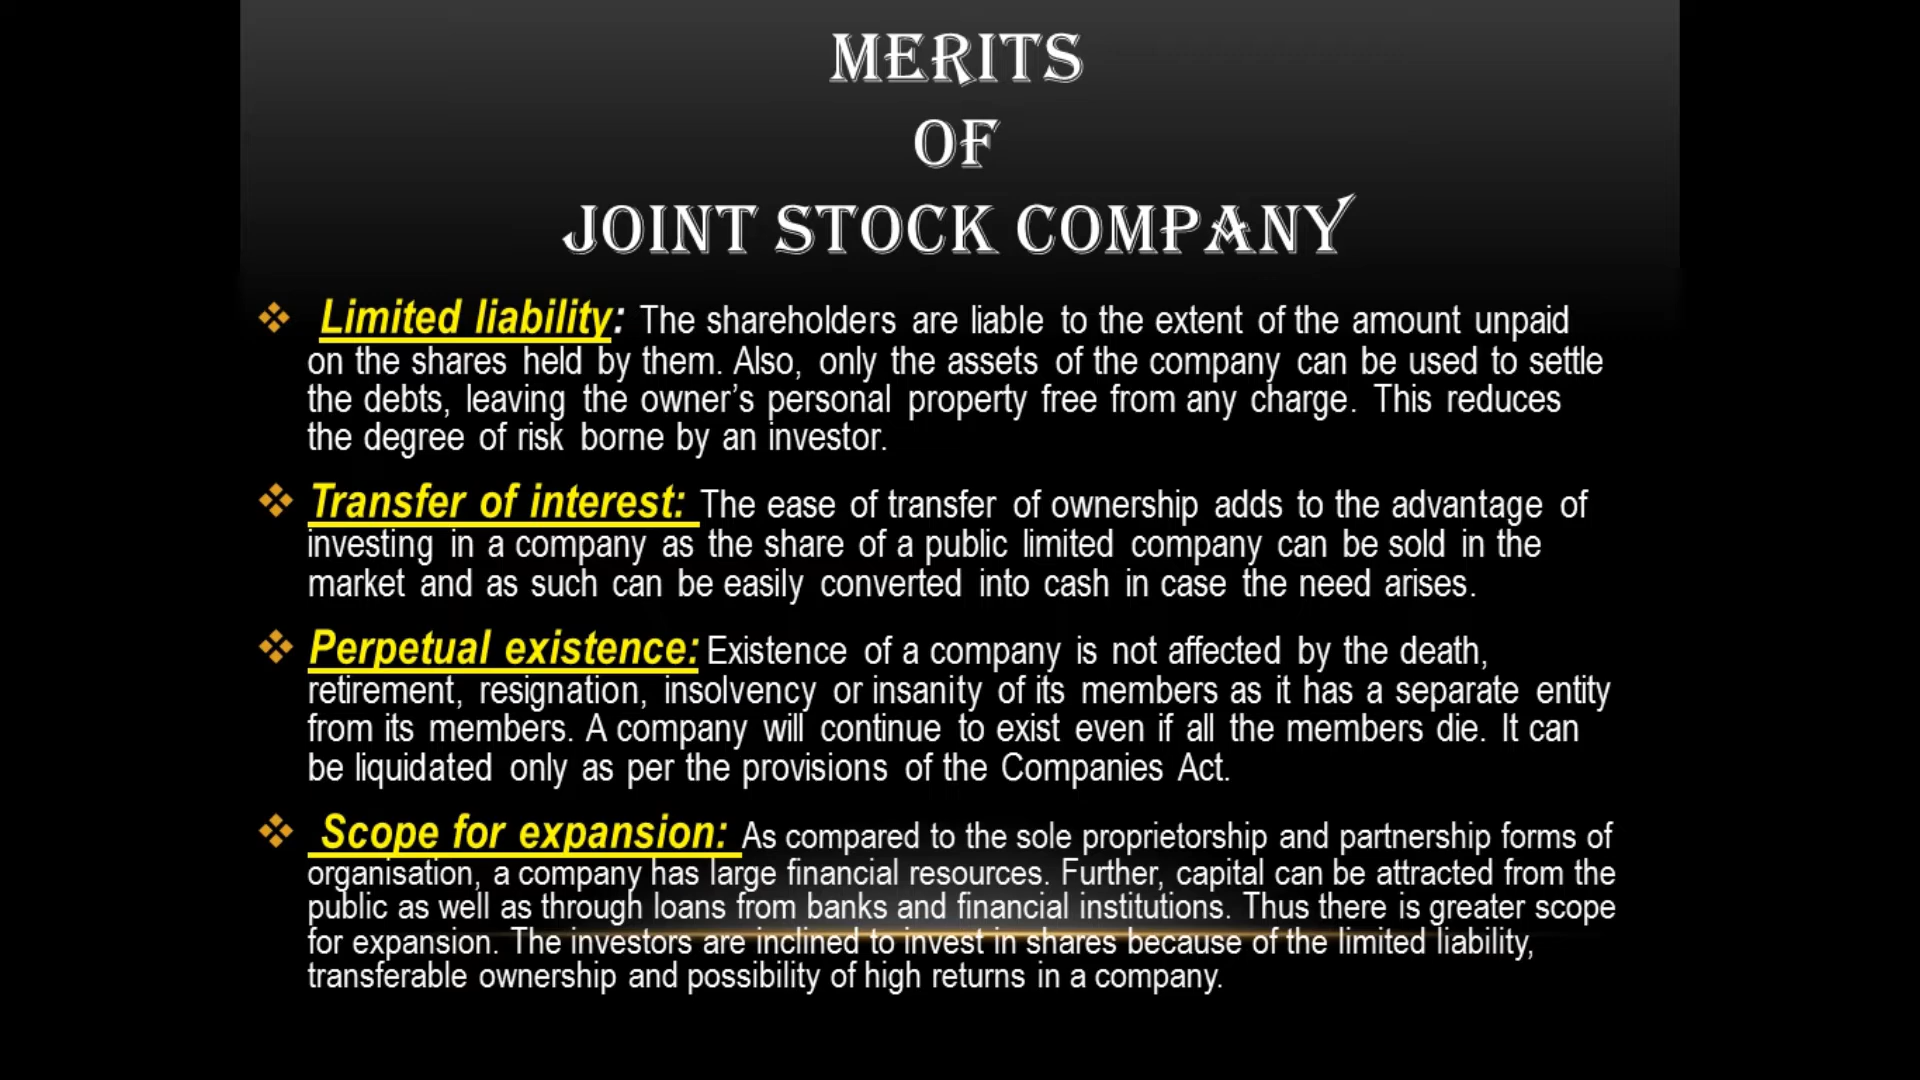 MERITS
OF
JOINT STOCK COMPANY
Limited liability: The shareholders are liable to the extent of the amount unpaid
on the shares held by them. Also, only the assets of the company can be used to settle
the debts, leaving the owner’s personal property free from any charge. This reduces
the degree of risk borne by an investor.
Transfer of interest: The ease of transfer of ownership adds to the advantage of
investing in a company as the share of a public limited company can be sold in the
market and as such can be easily converted into cash in case the need arises.
Perpetual existence: Existence of a company is not affected by the death,
retirement, resignation, insolvency or insanity of its members as it has a separate entity
from its members. A company will continue to exist even if all the members die. It can
be liquidated only as per the provisions of the Companies Act.
Scope for expansion: As compared to the sole proprietorship and partnership forms of
organisation, a company has large financial resources. Further, capital can be attracted from the
public as well as through loans from banks and financial institutions. Thus there is greater scope
for expansion. The investors are inclined to invest in shares because of the limited liability,
transferable ownership and possibility of high returns in a company.